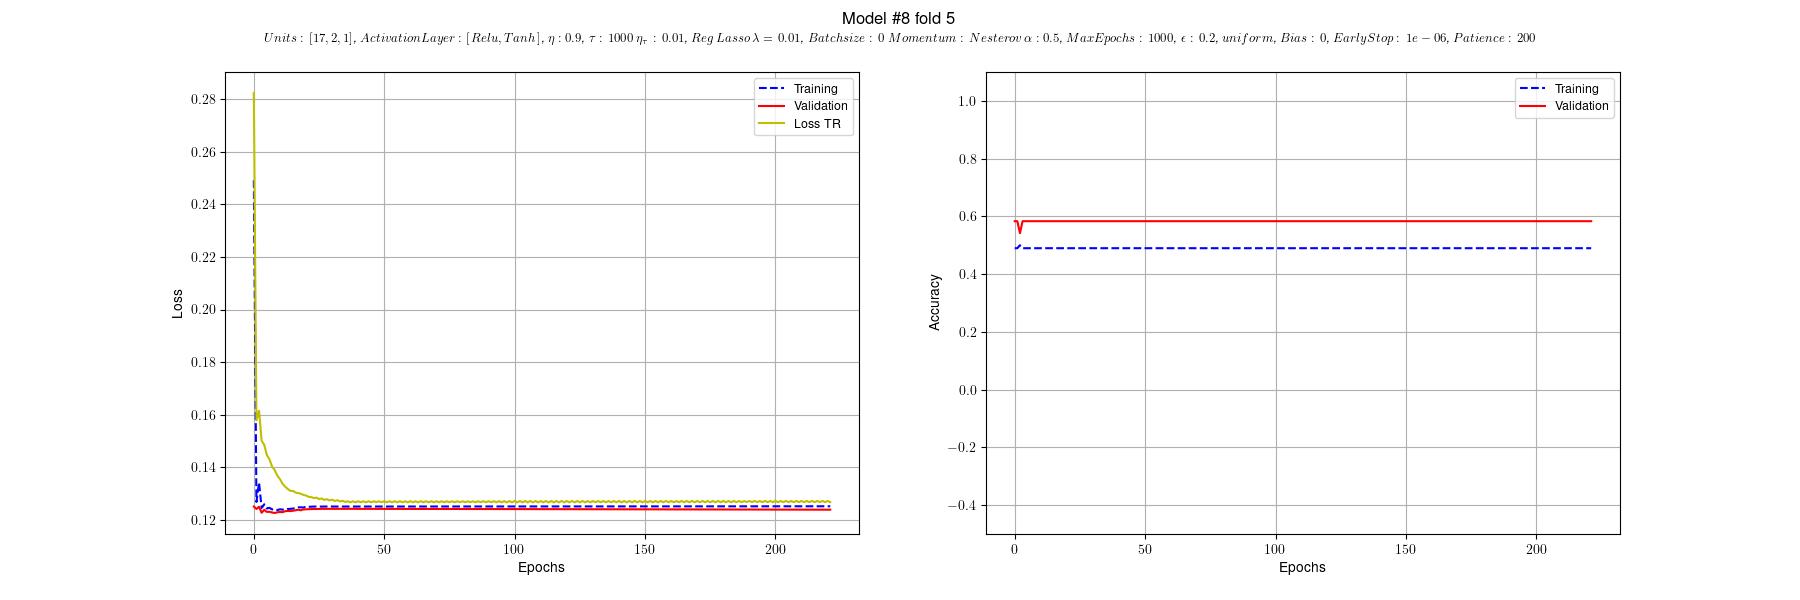 Model #8 fold 5
Units : [17, 2, 1], ActivationLayer : [Relu, Tanh], η : 0.9, τ : 1000 ητ : 0.01, Reg Lasso λ = 0.01, Batchsize : 0 Momentum : Nesterov α : 0.5, MaxEpochs : 1000, ϵ : 0.2, uniform, Bias : 0, EarlyStop : 1e − 06, Patience : 200
Training
Validation
Loss TR
0.28
0.26
0.24
0.22
0.20
0.18
0.16
0.14
0.12
Loss
0 50 100 150 200
Epochs
Training
Validation
1.0
0.8
0.6
0.4
0.2
0.0
−0.2
−0.4
Accuracy
0 50 100 150 200
Epochs